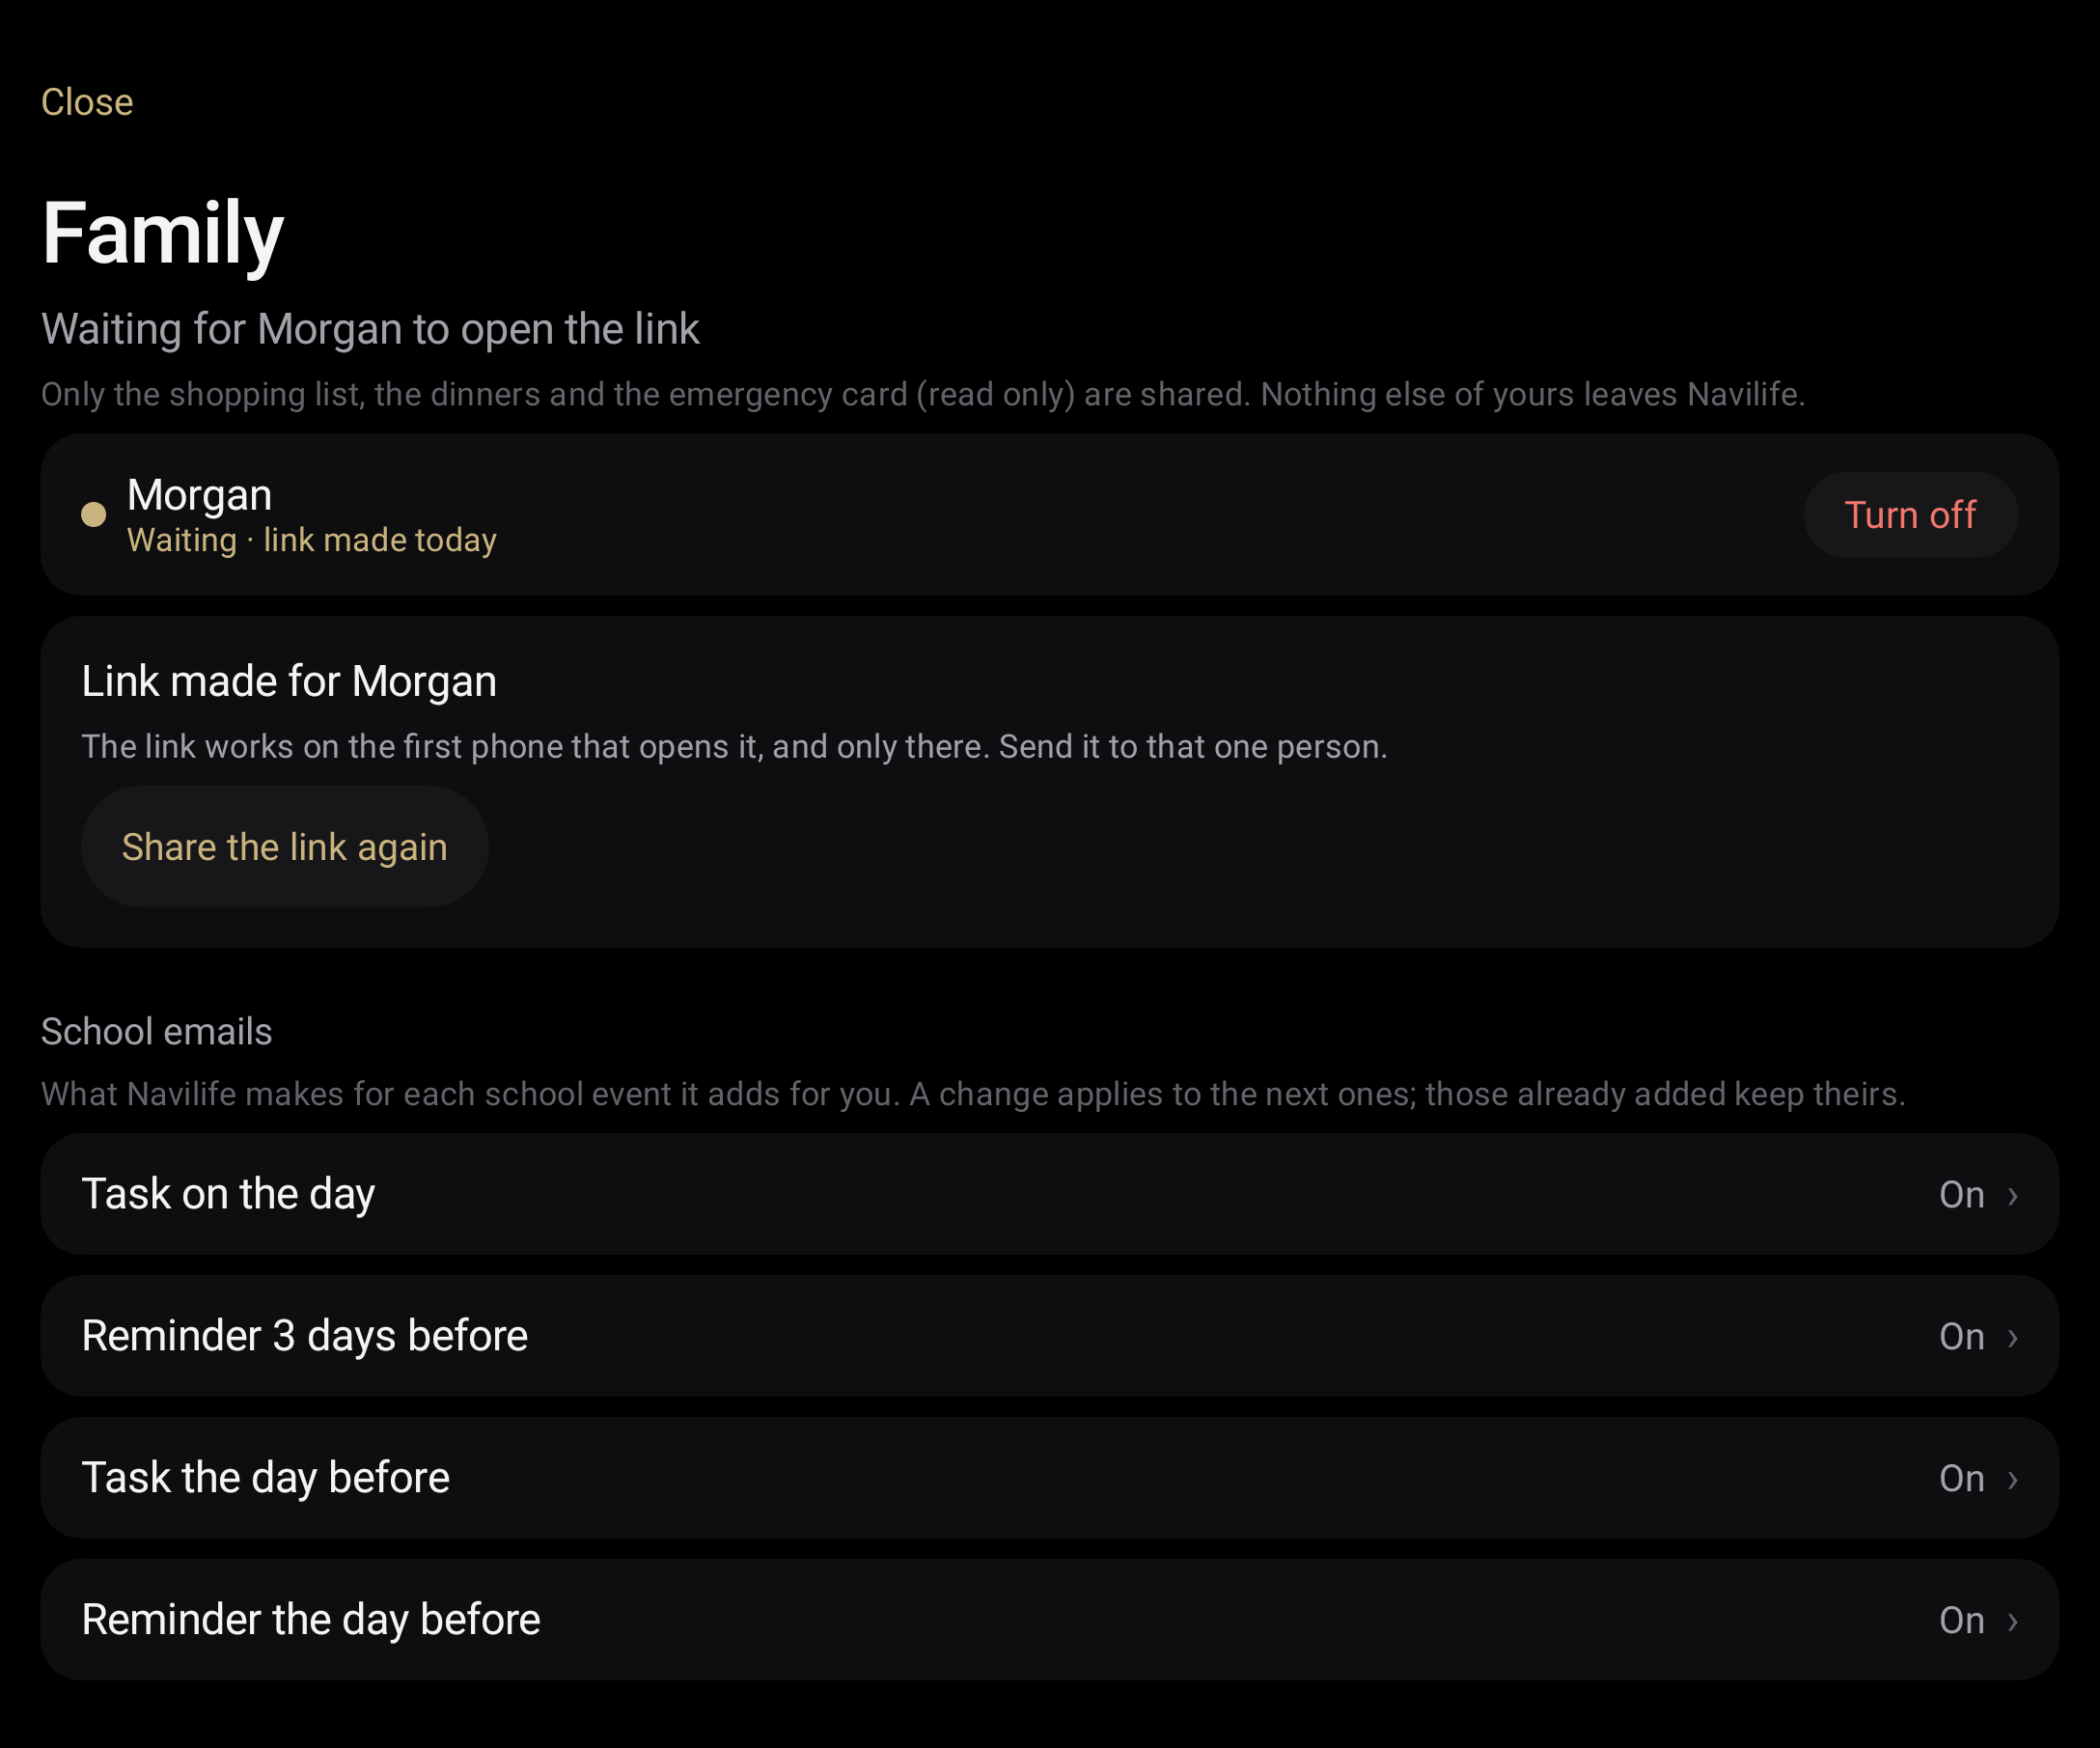 Close
Family
Waiting for Morgan to open the link
Only the shopping list, the dinners and the emergency card (read only) are shared. Nothing else of yours leaves Navilife.
Morgan
Waiting · link made today
Turn off
Link made for Morgan
The link works on the first phone that opens it, and only there. Send it to that one person.
Share the link again
School emails
What Navilife makes for each school event it adds for you. A change applies to the next ones; those already added keep theirs.
Task on the day On ›
Reminder 3 days before On ›
Task the day before On ›
Reminder the day before On ›